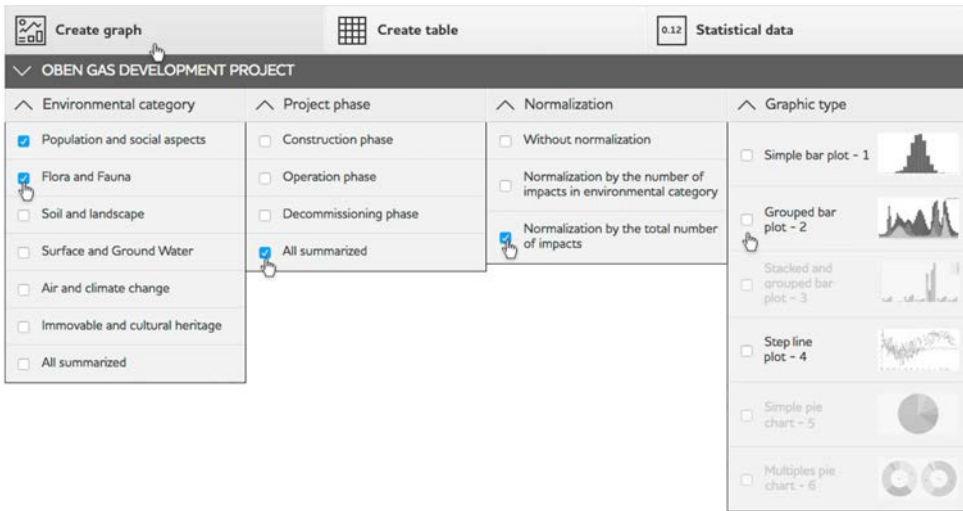 Create graph
Create table
0.12 Statistical data
OBEN GAS DEVELOPMENT PROJECT
Environmental category
Population and social aspects
Flora and Fauna
Soil and landscape
Surface and Ground Water
Air and climate change
Immovable and cultural heritage
All summarized
Project phase
Construction phase
Operation phase
Decommissioning phase
All summarized
Normalization
Without normalization
Normalization by the number of
impacts in environmental category
Normalization by the total number
of impacts
Graphic type
Simple bar plot - 1
Grouped bar
plot - 2
Stacked and
grouped bar
plot - 3
Step line
plot - 4
Simple pie
chart - 5
Multiples pie
chart - 6